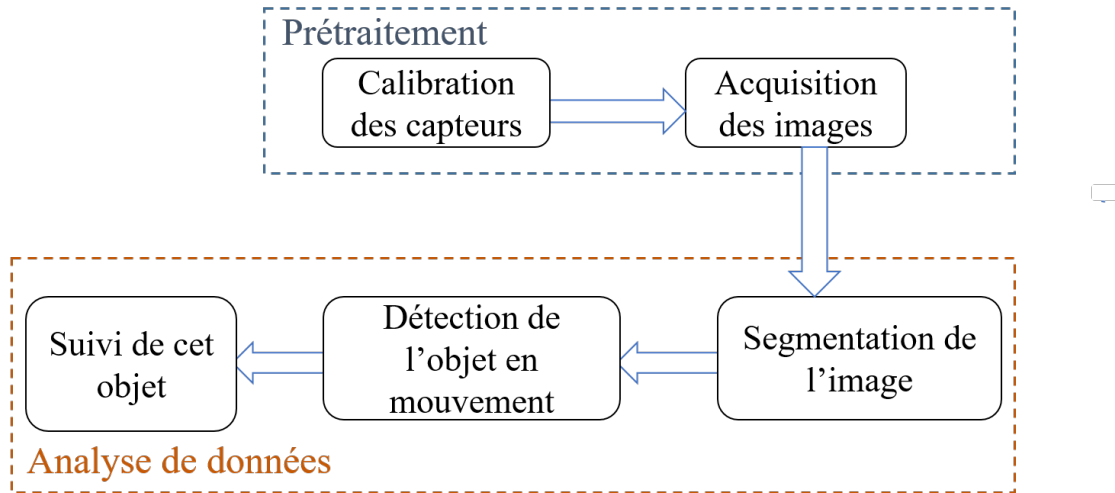 Prétraitement
Calibration
des capteurs
Acquisition
des images
Segmentation de
l’image
Détection de
l’objet en
mouvement
Suivi de cet
objet
Analyse de données